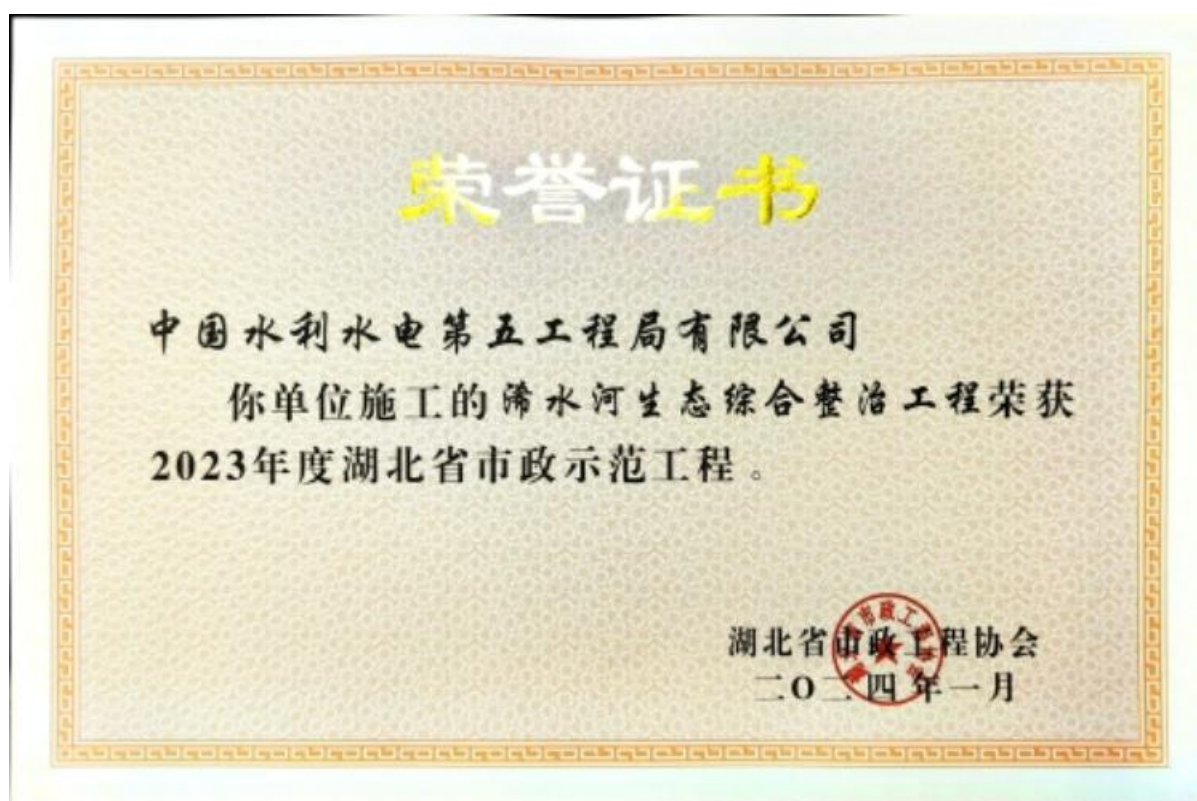 荣誉证书
中国水利水电第五工程局有限公司
你单位施工的浠水河生态综合整治工程荣获
2023年度湖北省市政示范工程。
湖北省市政工程协会
二O二四年一月